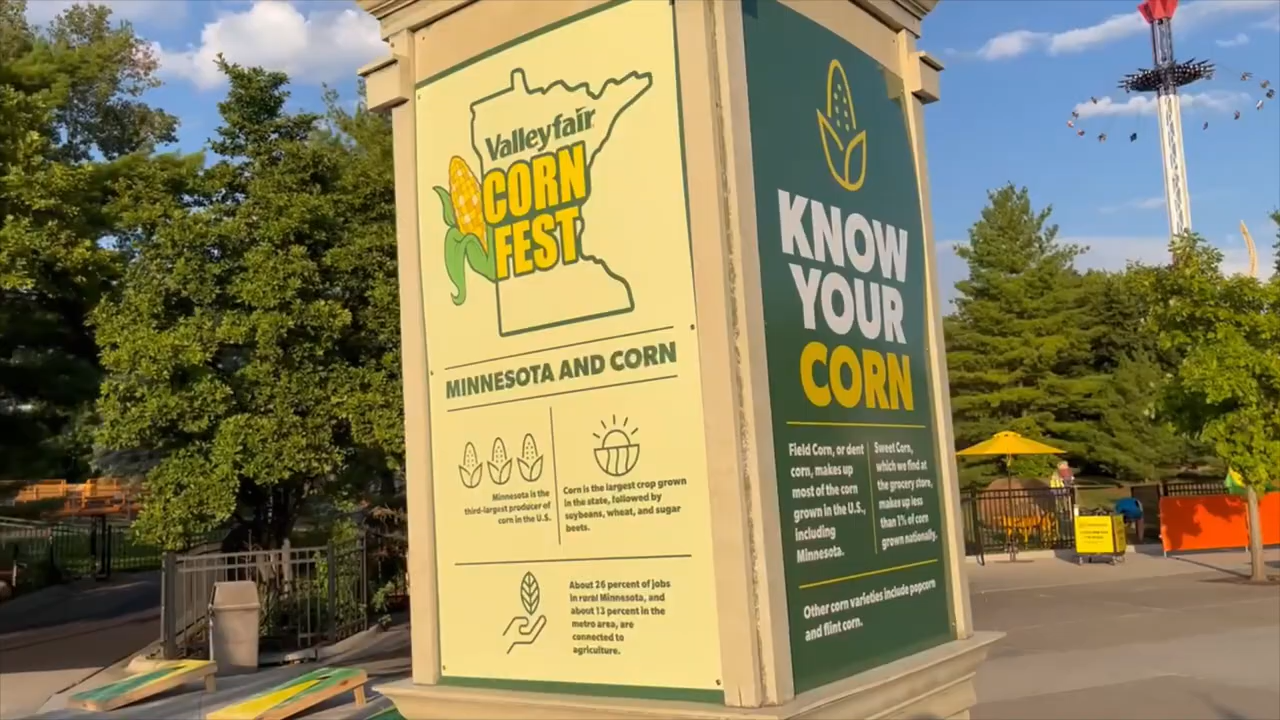 Valleyfair
CORN
FEST
MINNESOTA AND CORN
Minnesota is the
third-largest producer of
corn in the U.S.
Corn is the largest crop grown
in the state, followed by
soybeans, wheat, and sugar
beets.
About 26 percent of jobs
in rural Minnesota, and
about 13 percent in the
metro area, are
connected to
agriculture.
KNOW
YOUR
CORN
Field Corn, or dent
corn, makes up
most of the corn
grown in the U.S.,
including
Minnesota.
Sweet Corn,
which we find at
the grocery store,
makes up less
than 1% of corn
grown nationally.
Other corn varieties include popcorn
and flint corn.